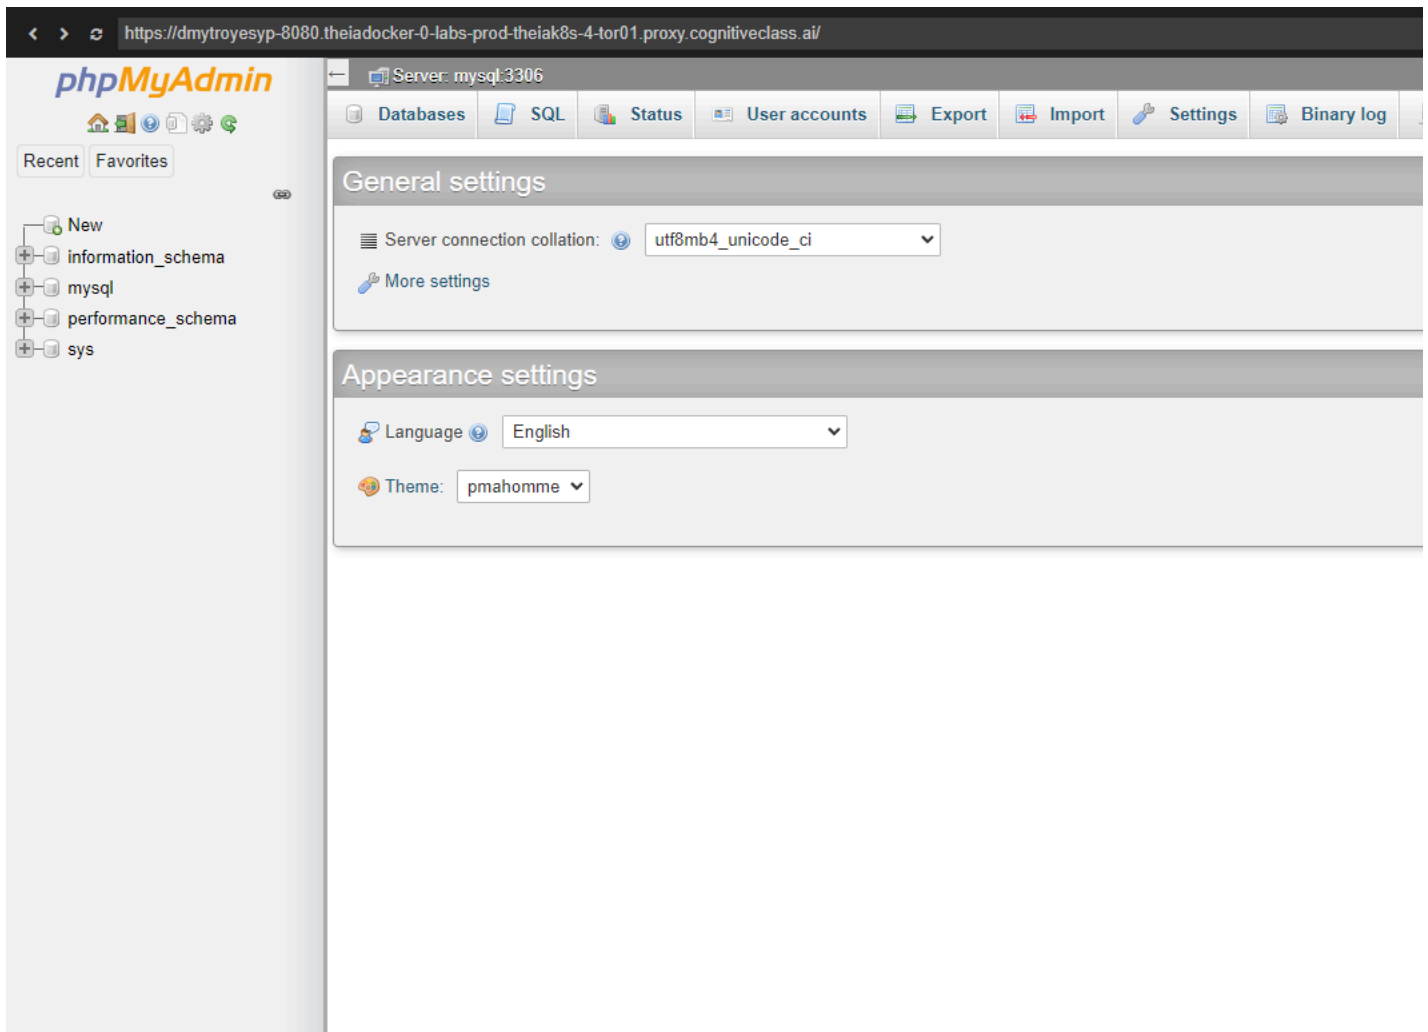 https://dmytroyesyp-8080.theiadocker-0-labs-prod-theiak8s-4-tor01.proxy.cognitiveclass.ai/
phpMyAdmin
Recent Favorites
New
information_schema
mysql
performance_schema
sys
Server: mysql:3306
Databases SQL Status User accounts Export Import Settings Binary log
General settings
Server connection collation: utf8mb4_unicode_ci
More settings
Appearance settings
Language English
Theme: pmahomme